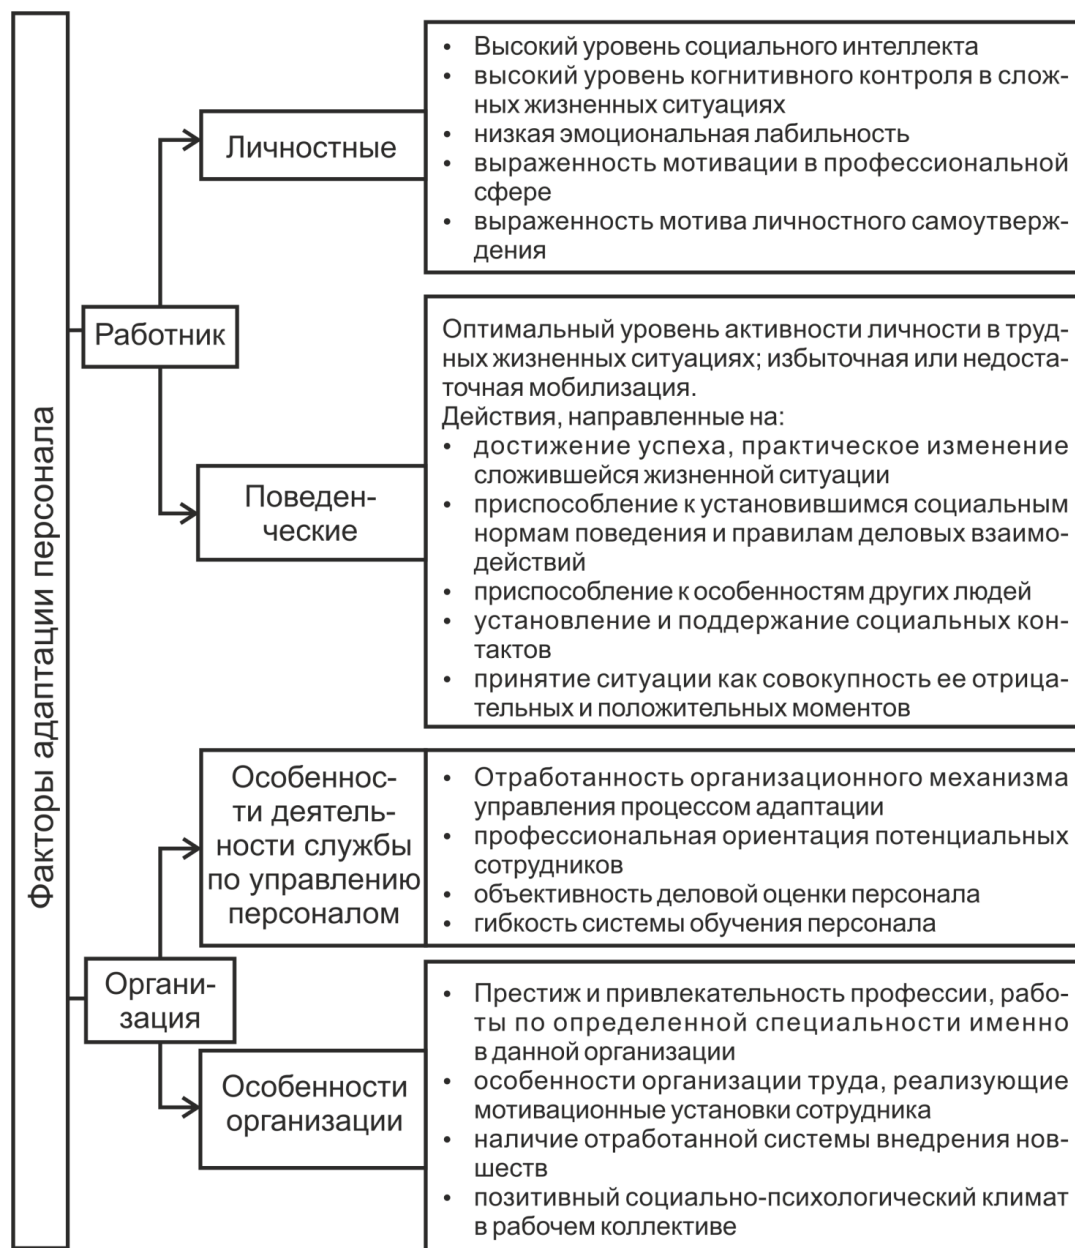 Факторы адаптации персонала
Работник
Личностные
• Высокий уровень социального интеллекта
• высокий уровень когнитивного контроля в слож-
ных жизненных ситуациях
• низкая эмоциональная лабильность
• выраженность мотивации в профессиональной
сфере
• выраженность мотива личностного самоутверж-
дения
Поведен-
ческие
Оптимальный уровень активности личности в труд-
ных жизненных ситуациях; избыточная или недоста-
точная мобилизация.
Действия, направленные на:
• достижение успеха, практическое изменение
сложившейся жизненной ситуации
• приспособление к установившимся социальным
нормам поведения и правилам деловых взаимо-
действий
• приспособление к особенностям других людей
• установление и поддержание социальных кон-
тактов
• принятие ситуации как совокупность ее отрица-
тельных и положительных моментов
Органи-
зация
Особеннос-
ти деятель-
ности службы
по управлению
персоналом
• Отработанность организационного механизма
управления процессом адаптации
• профессиональная ориентация потенциальных
сотрудников
• объективность деловой оценки персонала
• гибкость системы обучения персонала
Особенности
организации
• Престиж и привлекательность профессии, рабо-
ты по определенной специальности именно
в данной организации
• особенности организации труда, реализующие
мотивационные установки сотрудника
• наличие отработанной системы внедрения нов-
шеств
• позитивный социально-психологический климат
в рабочем коллективе